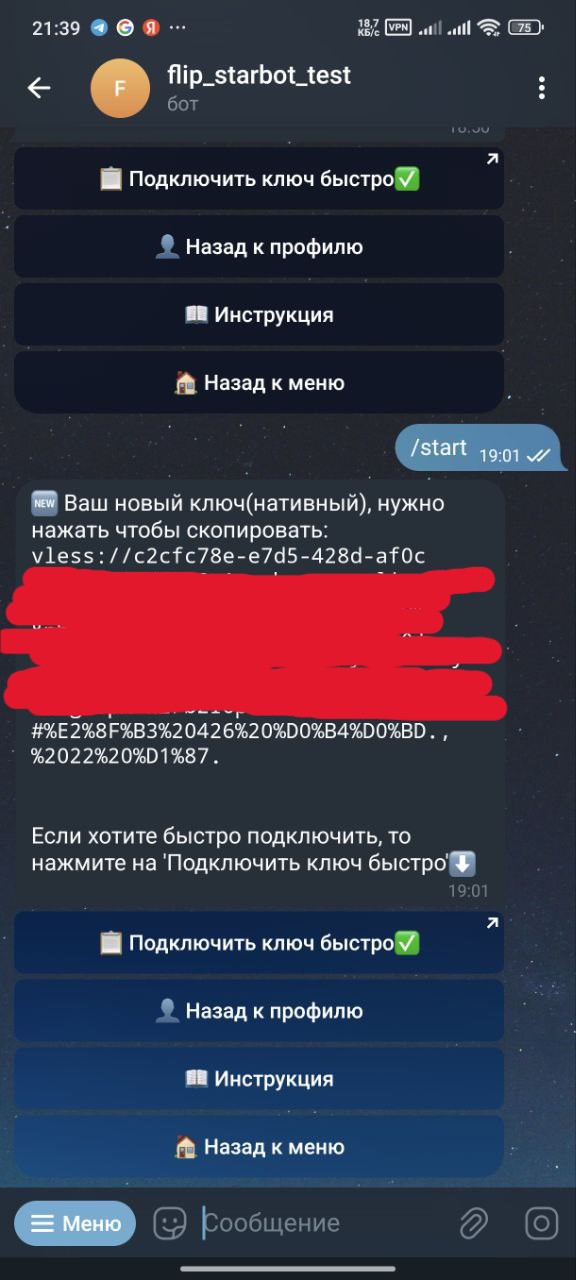 21:39 18,7 КБ/с VPN 75
F flip_starbot_test
бот
📋 Подключить ключ быстро✅
👤 Назад к профилю
📖 Инструкция
🏠 Назад к меню
/start 19:01
🆕 Ваш новый ключ(нативный), нужно
нажать чтобы скопировать:
vless://c2cfc78e-e7d5-428d-af0c
#%E2%8F%B3%20426%20%D0%B4%D0%BD.,
%2022%20%D1%87.
Если хотите быстро подключить, то
нажмите на 'Подключить ключ быстро'⬇️
19:01
📋 Подключить ключ быстро✅
👤 Назад к профилю
📖 Инструкция
🏠 Назад к меню
Меню Сообщение